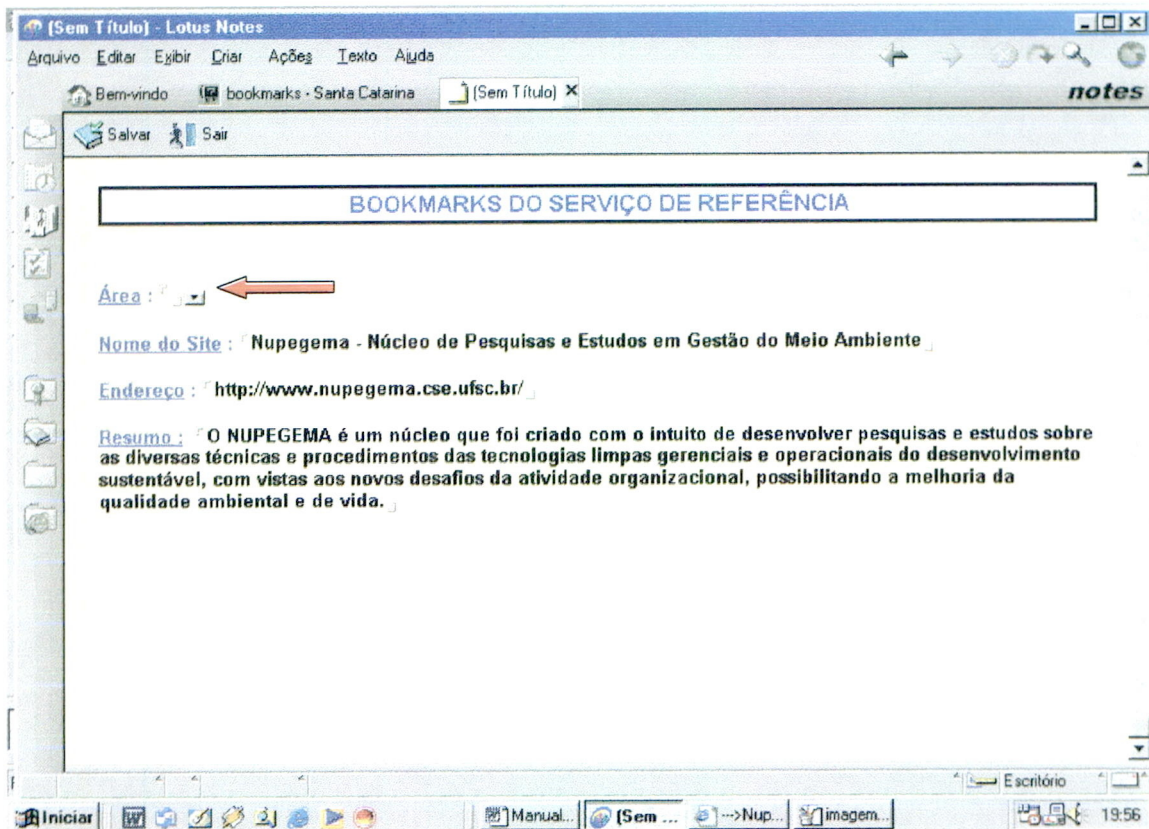 (Sem Título) - Lotus Notes
Arquivo Editar Exibir Criar Ações Texto Ajuda
Bem-vindo bookmarks - Santa Catarina (Sem Título) notes
Salvar Sair
BOOKMARKS DO SERVIÇO DE REFERÊNCIA
Área :
Nome do Site : Nupegema - Núcleo de Pesquisas e Estudos em Gestão do Meio Ambiente
Endereço : http://www.nupegema.cse.ufsc.br/
Resumo : O NUPEGEMA é um núcleo que foi criado com o intuito de desenvolver pesquisas e estudos sobre
as diversas técnicas e procedimentos das tecnologias limpas gerenciais e operacionais do desenvolvimento
sustentável, com vistas aos novos desafios da atividade organizacional, possibilitando a melhoria da
qualidade ambiental e de vida.
Escritório
Iniciar Manual... (Sem ... --->Nup... imagem... 19:56